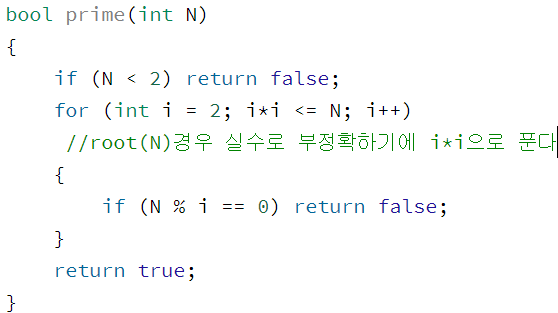 bool prime(int N)
{
    if (N < 2) return false;
    for (int i = 2; i*i <= N; i++)
     //root(N)경우 실수로 부정확하기에 i*i으로 푼다
    {
        if (N % i == 0) return false;
    }
    return true;
}